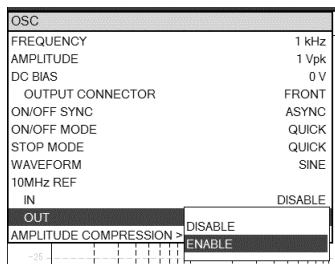 OSC
FREQUENCY 1 kHz
AMPLITUDE 1 Vpk
DC BIAS 0 V
OUTPUT CONNECTOR FRONT
ON/OFF SYNC ASYNC
ON/OFF MODE QUICK
STOP MODE QUICK
WAVEFORM SINE
10MHz REF
IN DISABLE
OUT
DISABLE
AMPLITUDE COMPRESSION >
ENABLE
-25